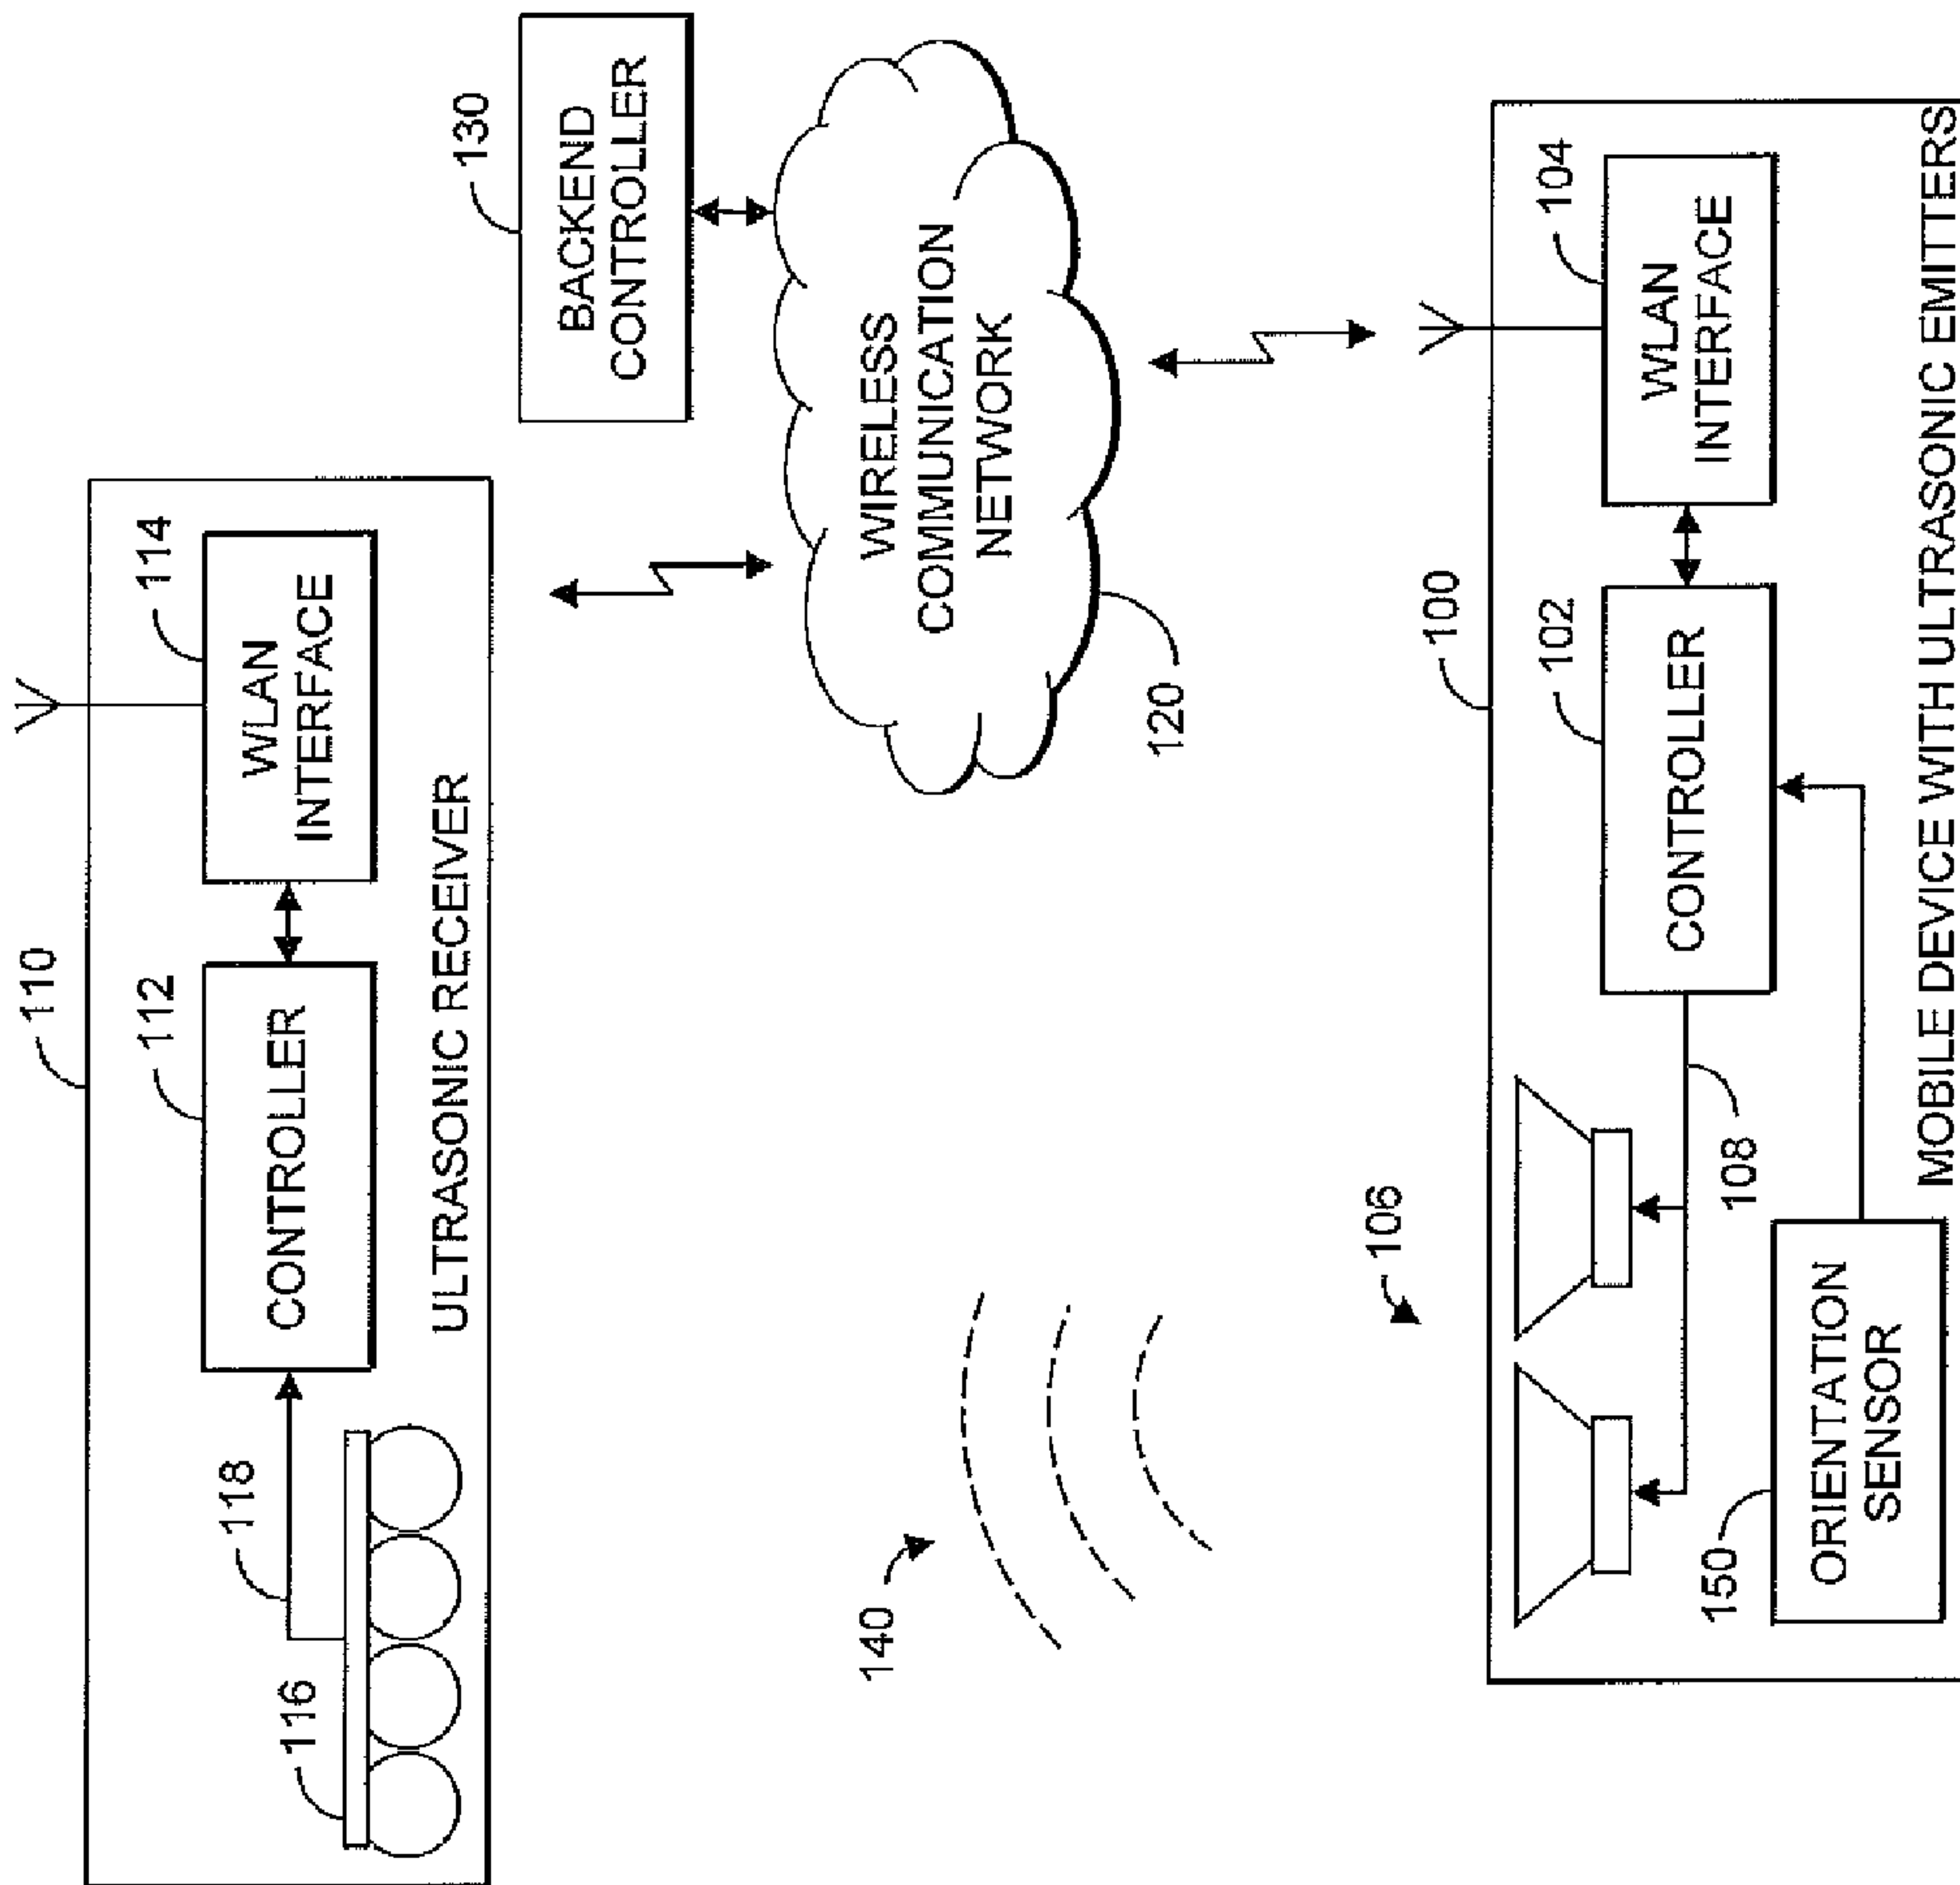 110
112
114
CONTROLLER
WLAN
INTERFACE
118
116
ULTRASONIC RECEIVER
130
BACKEND
CONTROLLER
WIRELESS
COMMUNICATION
NETWORK
120
140
106
100
102
104
CONTROLLER
WLAN
INTERFACE
108
150
ORIENTATION
SENSOR
MOBILE DEVICE WITH ULTRASONIC EMITTERS